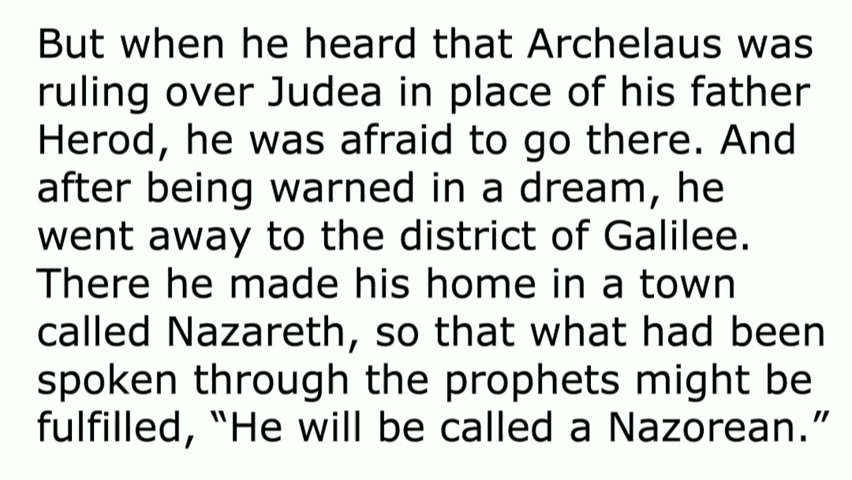 But when he heard that Archelaus was
ruling over Judea in place of his father
Herod, he was afraid to go there. And
after being warned in a dream, he
went away to the district of Galilee.
There he made his home in a town
called Nazareth, so that what had been
spoken through the prophets might be
fulfilled, “He will be called a Nazorean.”